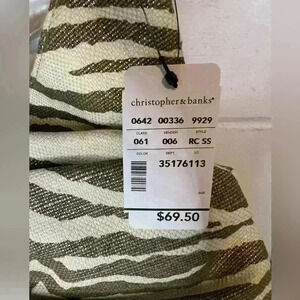 christopher & banks®
0642 00336 9929
CLASS VENDOR STYLE
061 006 RC SS
COLOR DEPT
35176113
$69.50